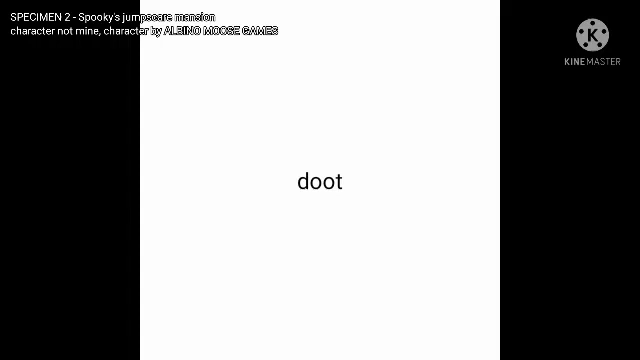 SPECIMEN 2 - Spooky's jumpscare mansion
character not mine, character by ALBINO MOOSE GAMES
K
KINEMASTER
doot